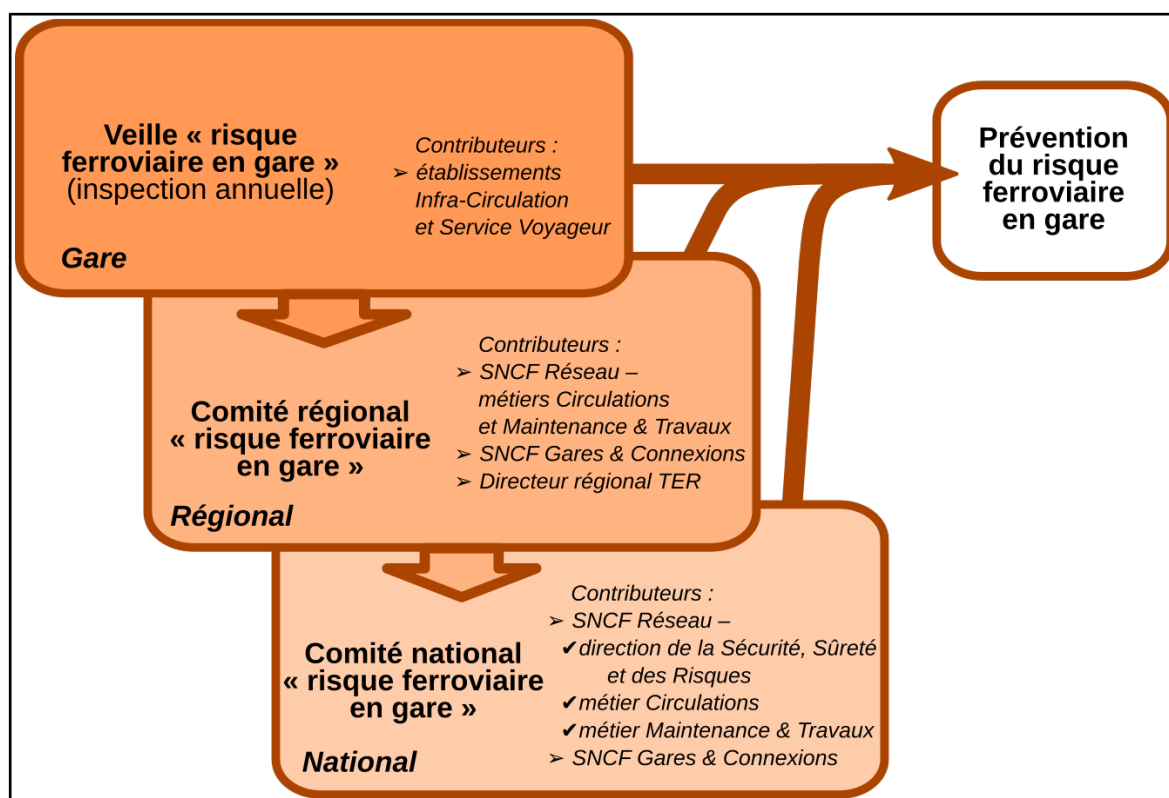 Veille « risque
ferroviaire en gare »
(inspection annuelle)
Contributeurs :
➢ établissements
Infra-Circulation
et Service Voyageur
Gare
Prévention
du risque
ferroviaire
en gare
Comité régional
« risque ferroviaire
en gare »
Contributeurs :
➢ SNCF Réseau –
métiers Circulations
et Maintenance & Travaux
➢ SNCF Gares & Connexions
➢ Directeur régional TER
Régional
Comité national
« risque ferroviaire
en gare »
Contributeurs :
➢ SNCF Réseau –
✔direction de la Sécurité, Sûreté
et des Risques
✔métier Circulations
✔métier Maintenance & Travaux
➢ SNCF Gares & Connexions
National